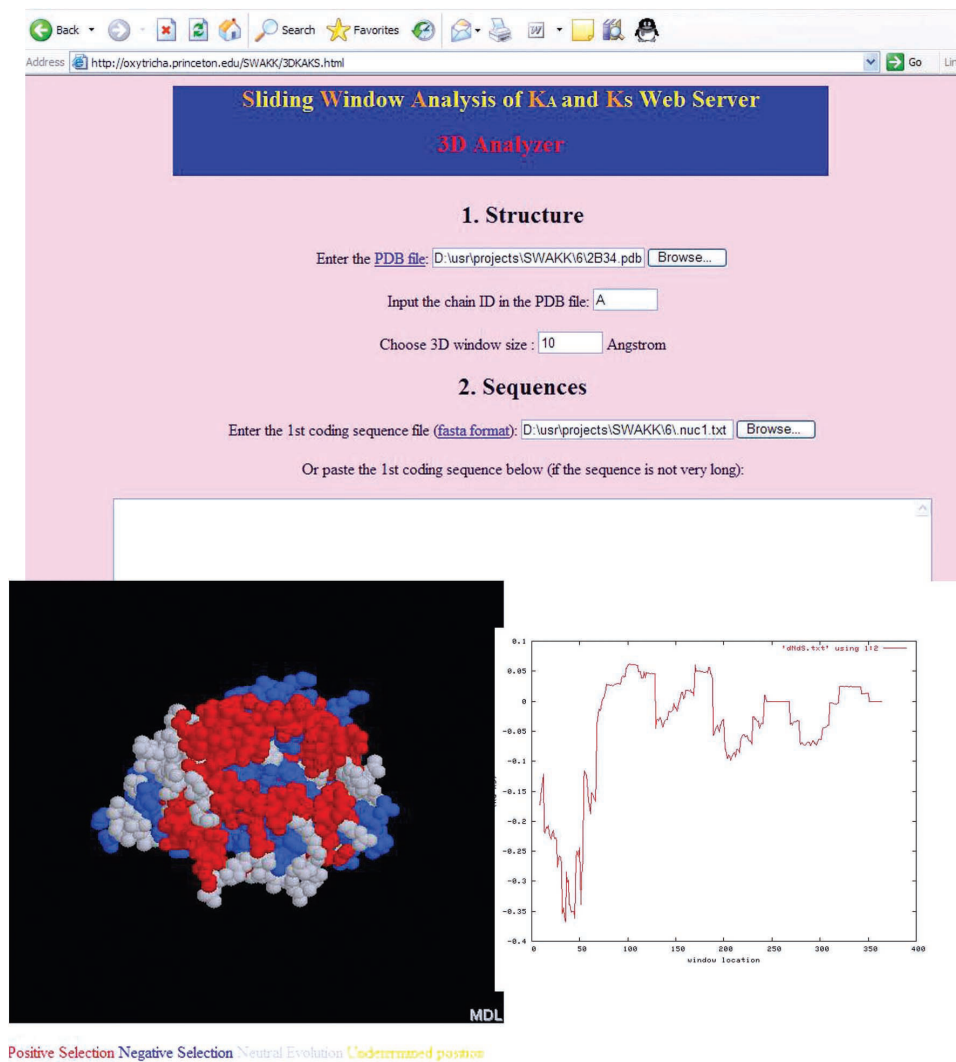 Back Search Favorites W
Address http://oxytricha.princeton.edu/SWAKK/3DKAKS.html Go Lin
Sliding Window Analysis of KA and Ks Web Server
3D Analyzer
1. Structure
Enter the PDB file: D:\usr\projects\SWAKK\6\2B34.pdb Browse...
Input the chain ID in the PDB file: A
Choose 3D window size : 10 Angstrom
2. Sequences
Enter the 1st coding sequence file (fasta format): D:\usr\projects\SWAKK\6\.nuc1.txt Browse...
Or paste the 1st coding sequence below (if the sequence is not very long):
MDL
Positive Selection Negative Selection Neutral Evolution Undetermined position
'dNdS.txt' using 1:2
0.1
0.05
0
-0.05
-0.1
-0.15
-0.2
-0.25
-0.3
-0.35
-0.4
0 50 100 150 200 250 300 350 400
window location